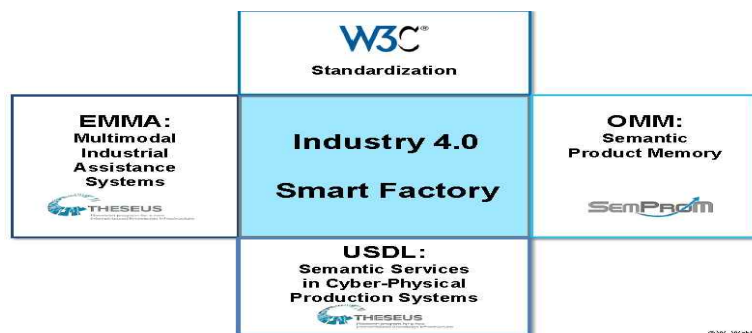 W3C®
Standardization
EMMA:
Multimodal
Industrial
Assistance
Systems
THESEUS
Industry 4.0
Smart Factory
OMM:
Semantic
Product Memory
SEMPROM
USDL:
Semantic Services
in Cyber-Physical
Production Systems
THESEUS